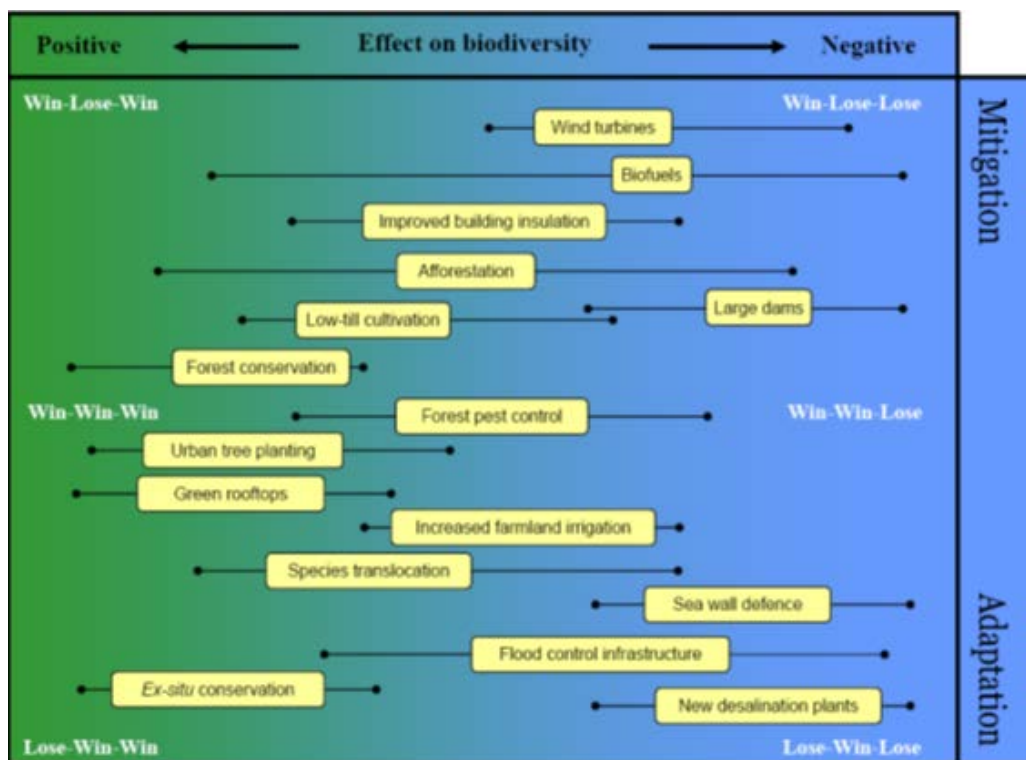 Positive Effect on biodiversity Negative
Win-Lose-Win Win-Lose-Lose
Mitigation
Wind turbines
Biofuels
Improved building insulation
Afforestation
Large dams
Low-till cultivation
Forest conservation
Win-Win-Win Forest pest control Win-Win-Lose
Urban tree planting
Green rooftops
Increased farmland irrigation
Species translocation
Adaptation
Sea wall defence
Flood control infrastructure
Ex-situ conservation
New desalination plants
Lose-Win-Win Lose-Win-Lose